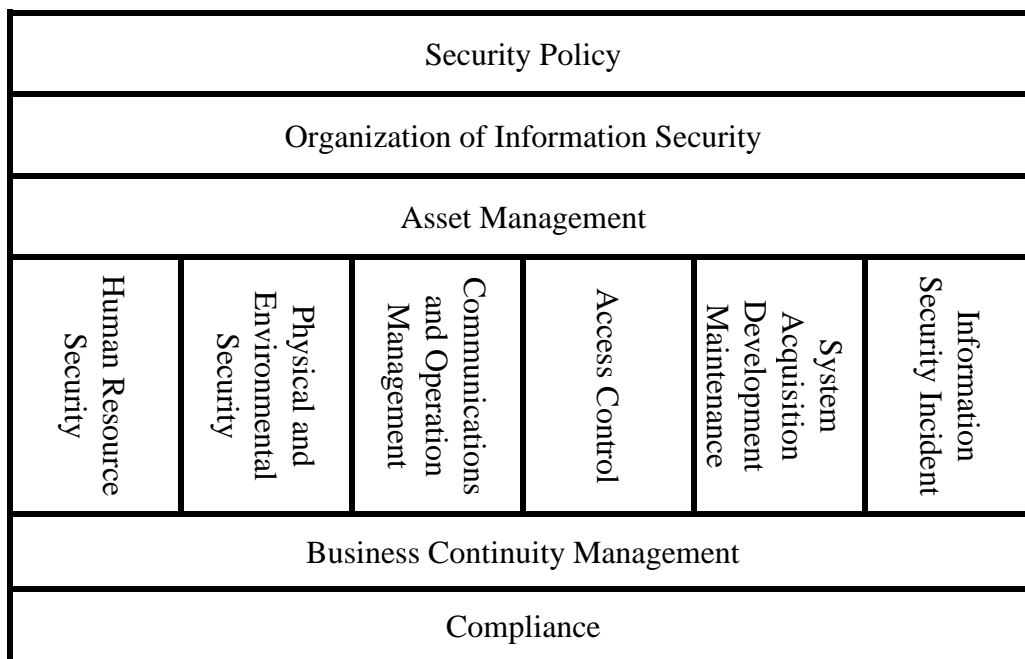 Security Policy
Organization of Information Security
Asset Management
Human Resource
Security
Physical and
Environmental
Security
Communications
and Operation
Management
Access Control
System
Acquisition
Development
Maintenance
Information
Security Incident
Business Continuity Management
Compliance